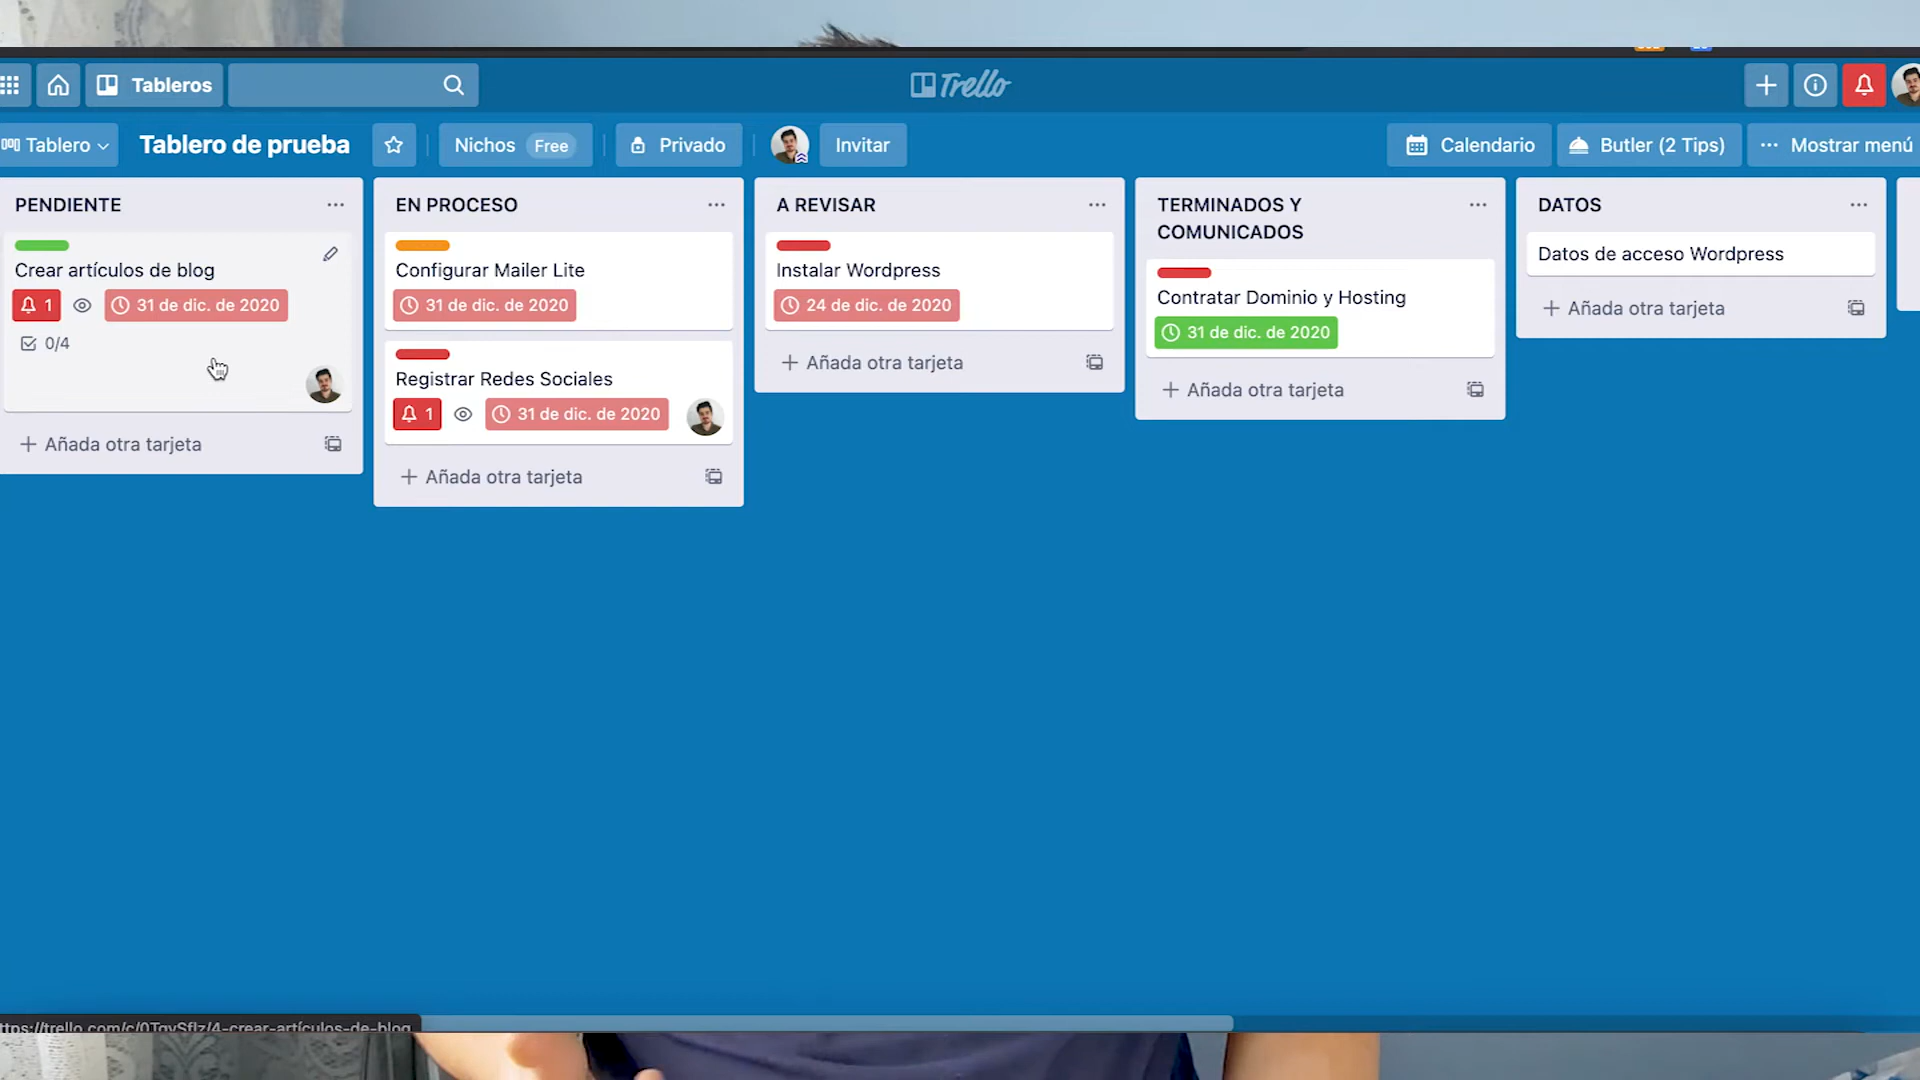 Tableros
Trello
Tablero
Tablero de prueba
Nichos Free
Privado
Invitar
Calendario
Butler (2 Tips)
Mostrar menú
PENDIENTE
Crear artículos de blog
1
31 de dic. de 2020
0/4
Añada otra tarjeta
EN PROCESO
Configurar Mailer Lite
31 de dic. de 2020
Registrar Redes Sociales
1
31 de dic. de 2020
Añada otra tarjeta
A REVISAR
Instalar Wordpress
24 de dic. de 2020
Añada otra tarjeta
TERMINADOS Y
COMUNICADOS
Contratar Dominio y Hosting
31 de dic. de 2020
Añada otra tarjeta
DATOS
Datos de acceso Wordpress
Añada otra tarjeta